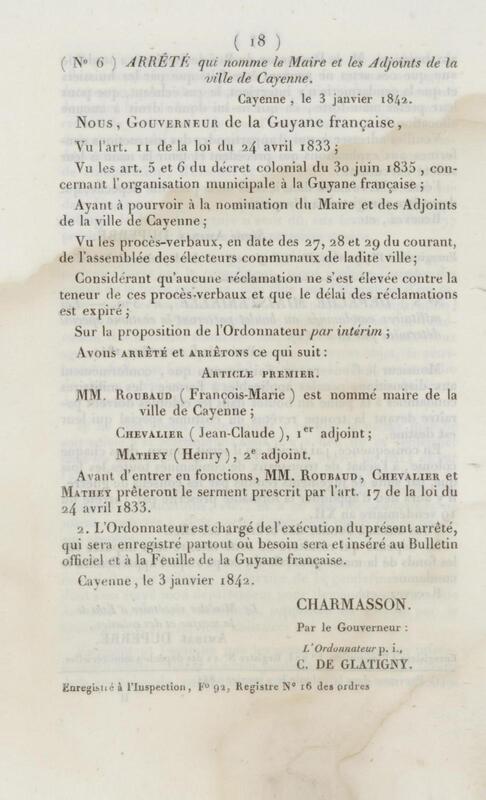 ( 18 )
( Nº 6 ) ARRÊTÉ qui nomme le Maire et les Adjoints de la
ville de Cayenne.
Cayenne, le 3 janvier 1842.
Nous, Gouverneur de la Guyane française,
Vu l'art. 11 de la loi du 24 avril 1833;
Vu les art. 5 et 6 du décret colonial du 30 juin 1835, con-
cernant l'organisation municipale à la Guyane française;
Ayant à pourvoir à la nomination du Maire et des Adjoints
de la ville de Cayenne;
Vu les procès-verbaux, en date des 27, 28 et 29 du courant,
de l'assemblée des électeurs communaux de ladite ville;
Considérant qu'aucune réclamation ne s'est élevée contre la
teneur de ces procès-verbaux et que le délai des réclamations
est expiré;
Sur la proposition de l'Ordonnateur par intérim;
Avons arrêté et arrêtons ce qui suit:
Article premier.
MM. Roubaud ( François-Marie ) est nommé maire de la
ville de Cayenne;
Chevalier ( Jean-Claude ), 1er adjoint;
Mathey ( Henry ), 2e adjoint.
Avant d'entrer en fonctions, MM. Roubaud, Chevalier et
Mathey prêteront le serment prescrit par l'art. 17 de la loi du
24 avril 1833.
2. L'Ordonnateur est chargé de l'exécution du présent arrêté,
qui sera enregistré partout où besoin sera et inséré au Bulletin
officiel et à la Feuille de la Guyane française.
Cayenne, le 3 janvier 1842.
CHARMASSON.
Par le Gouverneur :
L'Ordonnateur p. i.,
C. DE GLATIGNY.
Enregistré à l'Inspection, Fº 92, Registre Nº 16 des ordres